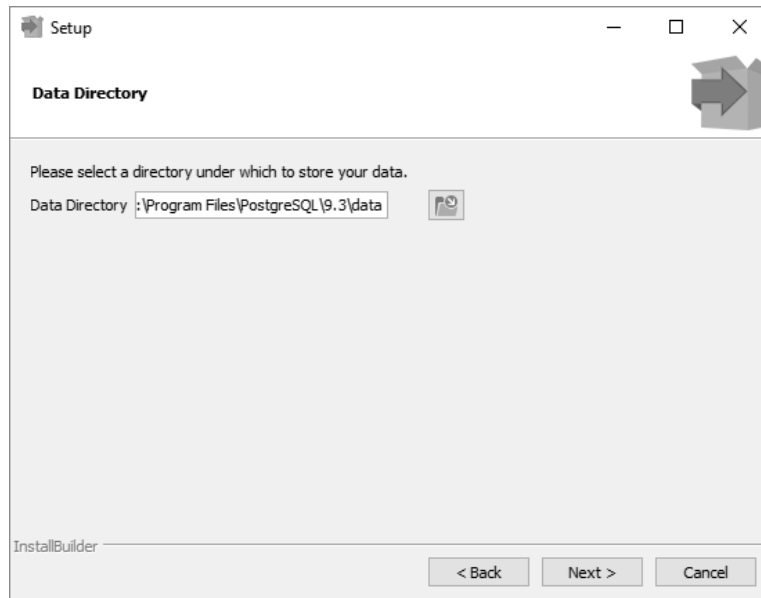 Setup
Data Directory
Please select a directory under which to store your data.
Data Directory :\Program Files\PostgreSQL\9.3\data
InstallBuilder
< Back Next > Cancel